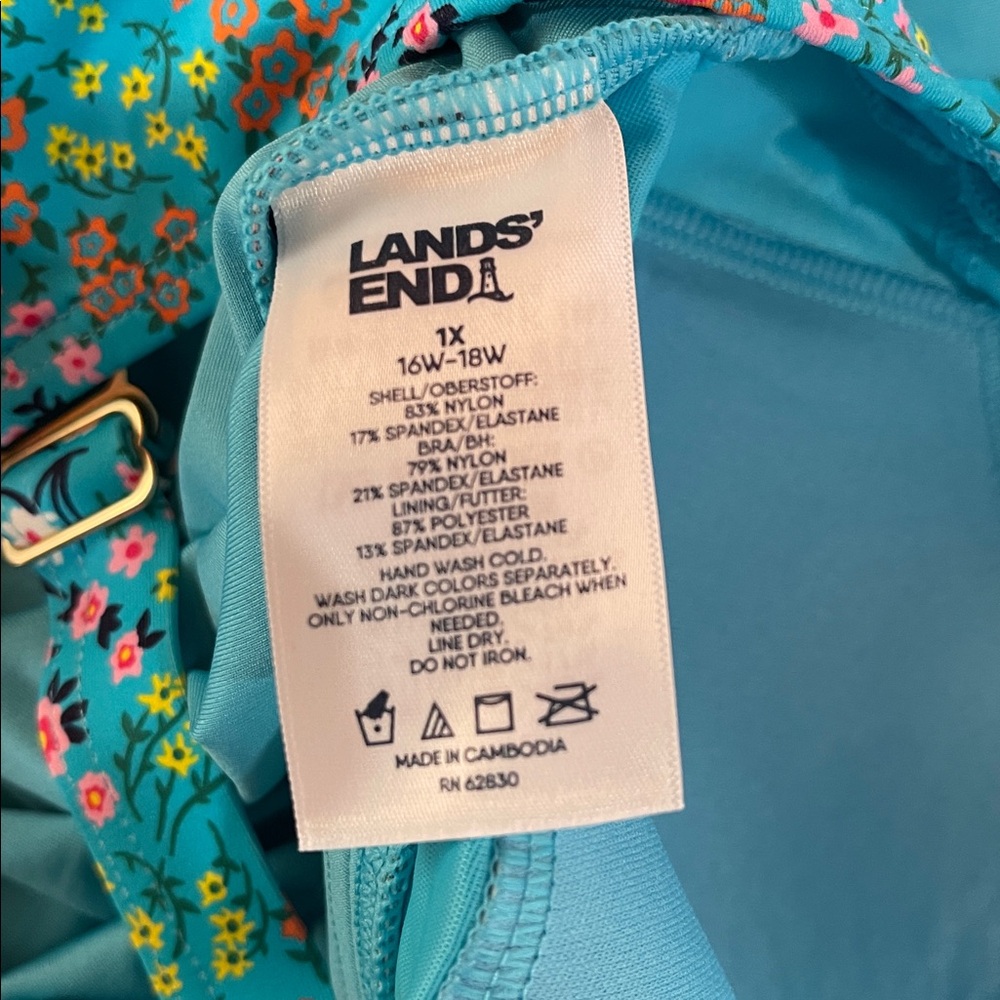 LANDS'
END
1X
16W-18W
SHELL/OBERSTOFF:
83% NYLON
17% SPANDEX/ELASTANE
BRA/BH:
79% NYLON
21% SPANDEX/ELASTANE
LINING/FUTTER:
87% POLYESTER
13% SPANDEX/ELASTANE
HAND WASH COLD.
WASH DARK COLORS SEPARATELY.
ONLY NON-CHLORINE BLEACH WHEN
NEEDED.
LINE DRY.
DO NOT IRON.
MADE IN CAMBODIA
RN 62830